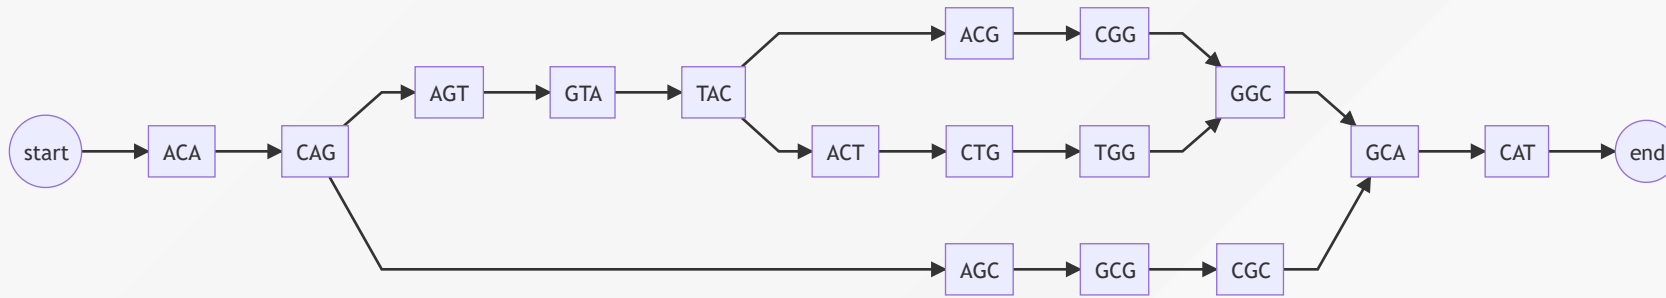 start
ACA
CAG
AGT
GTA
TAC
ACG
CGG
ACT
CTG
TGG
GGC
AGC
GCG
CGC
GCA
CAT
end